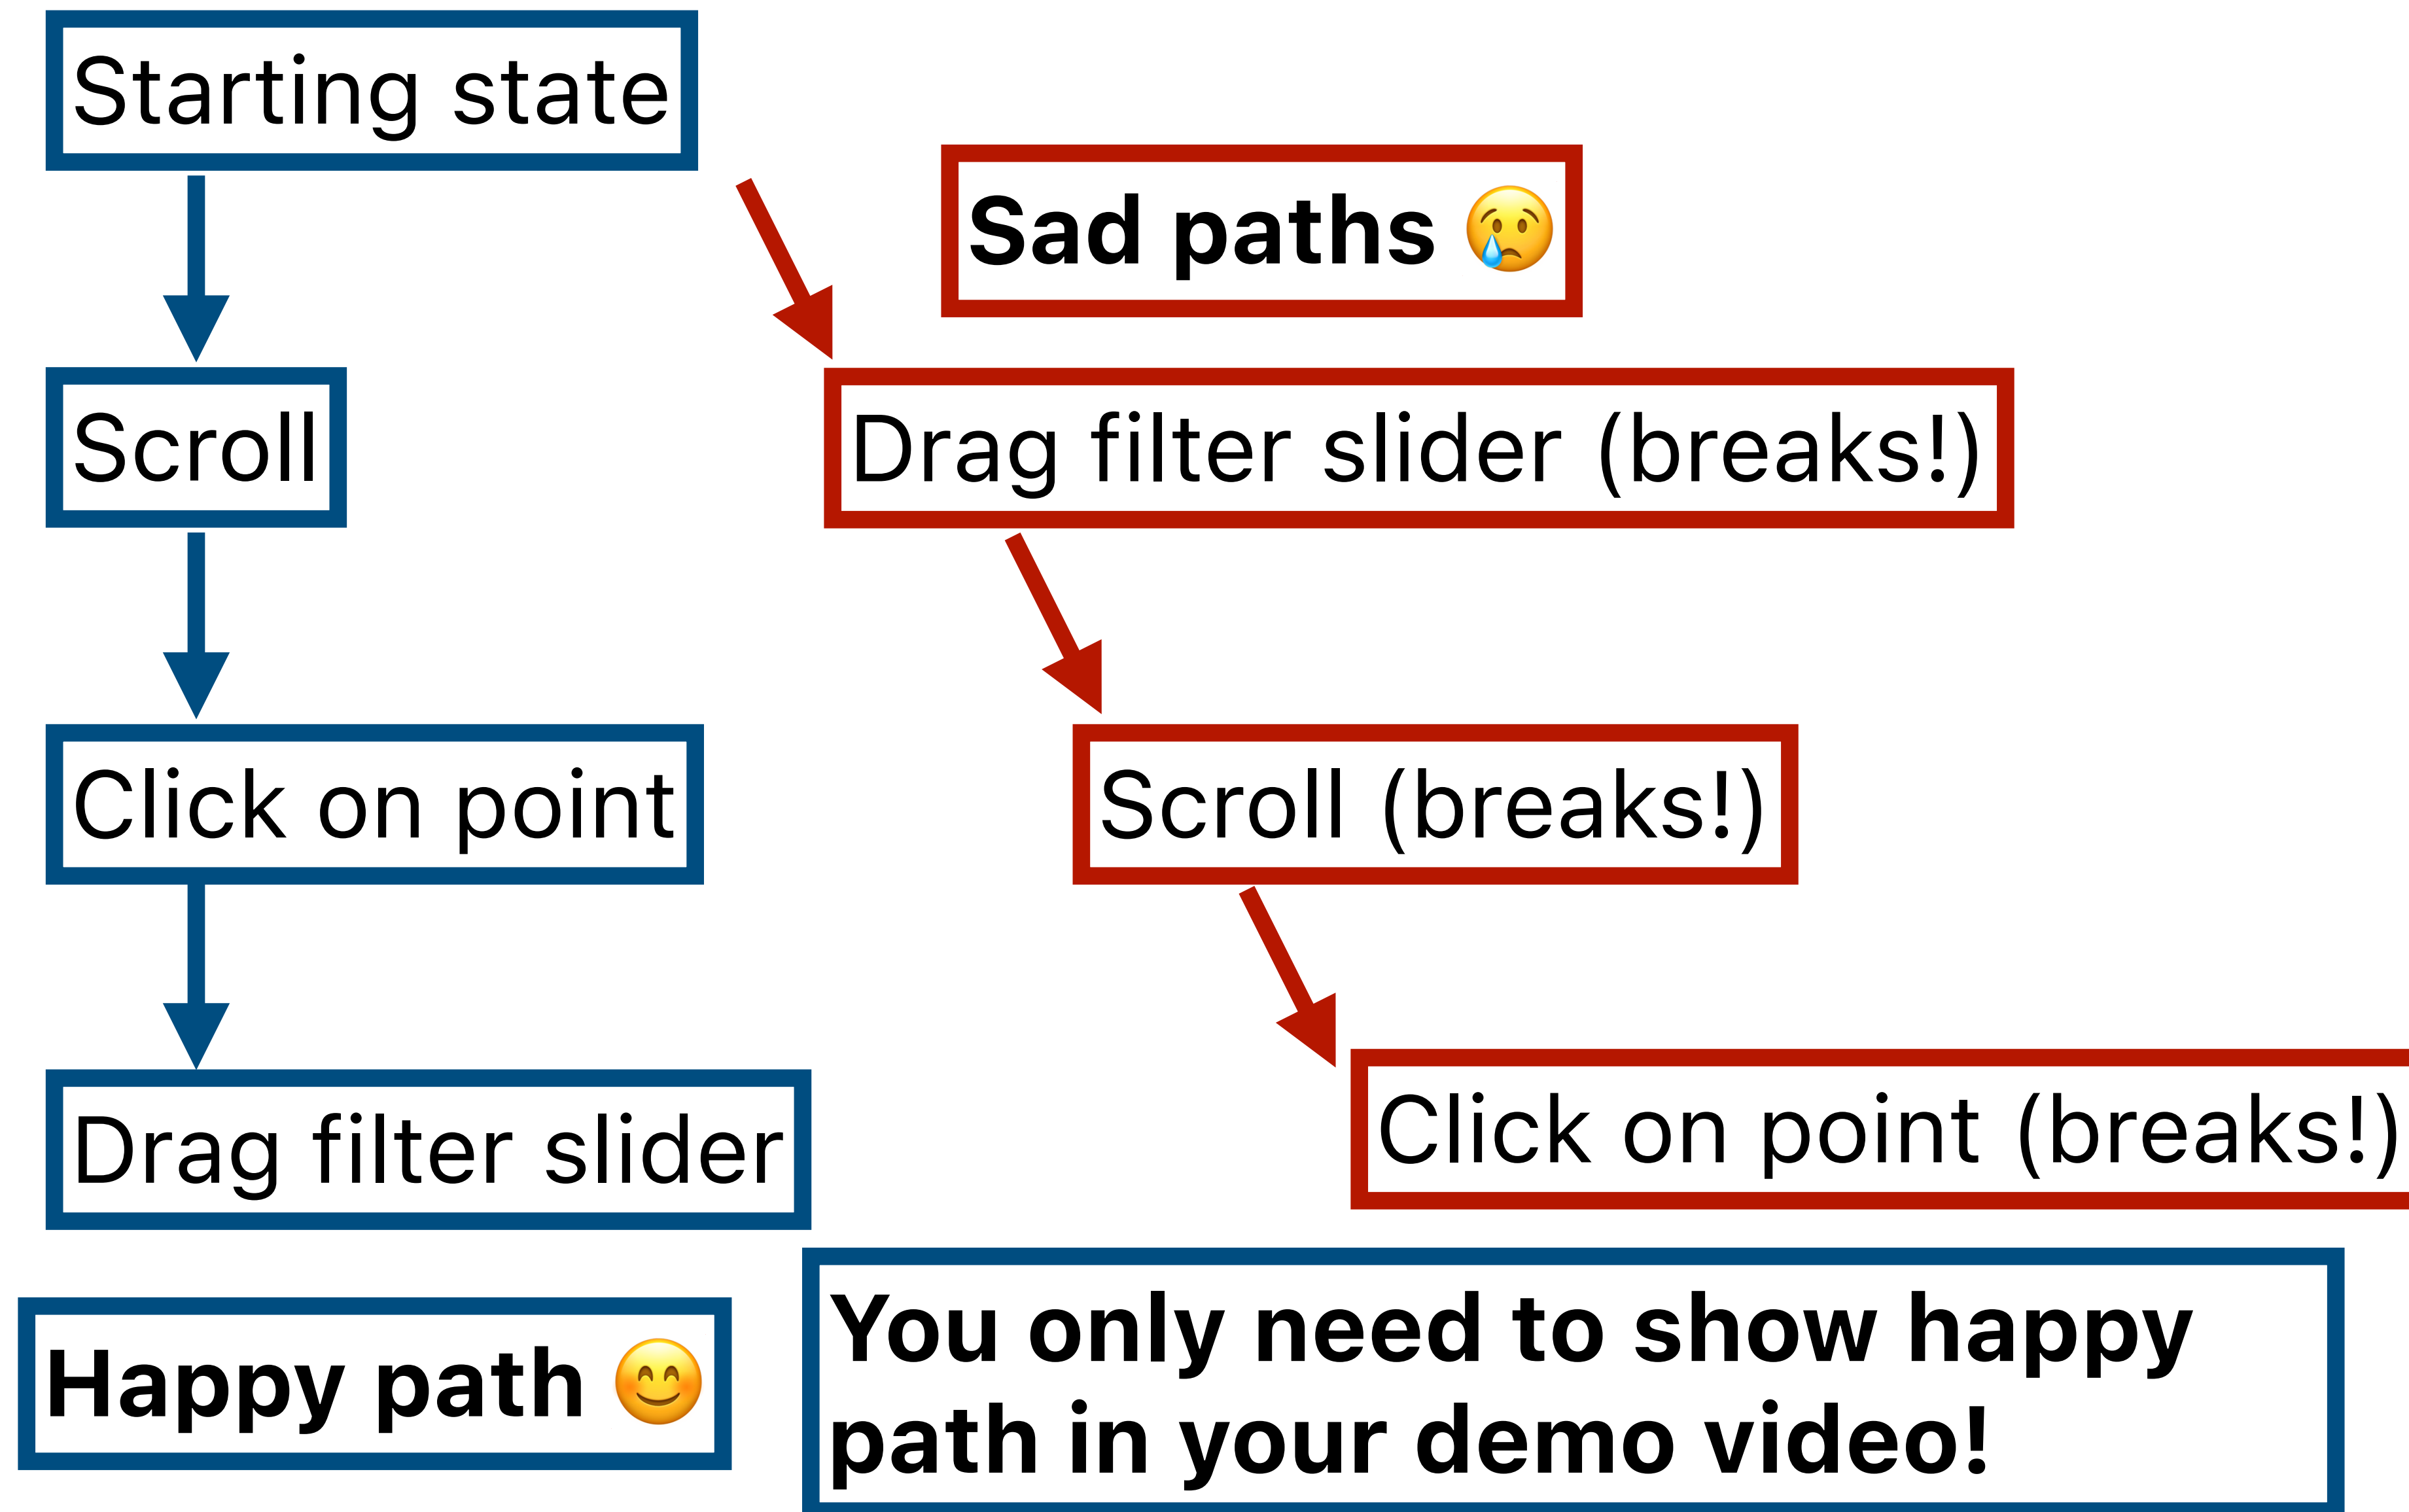 Starting state
Sad paths 😢
Scroll
Drag filter slider (breaks!)
Click on point
Scroll (breaks!)
Drag filter slider
Click on point (breaks!)
Happy path 😊
You only need to show happy
path in your demo video!